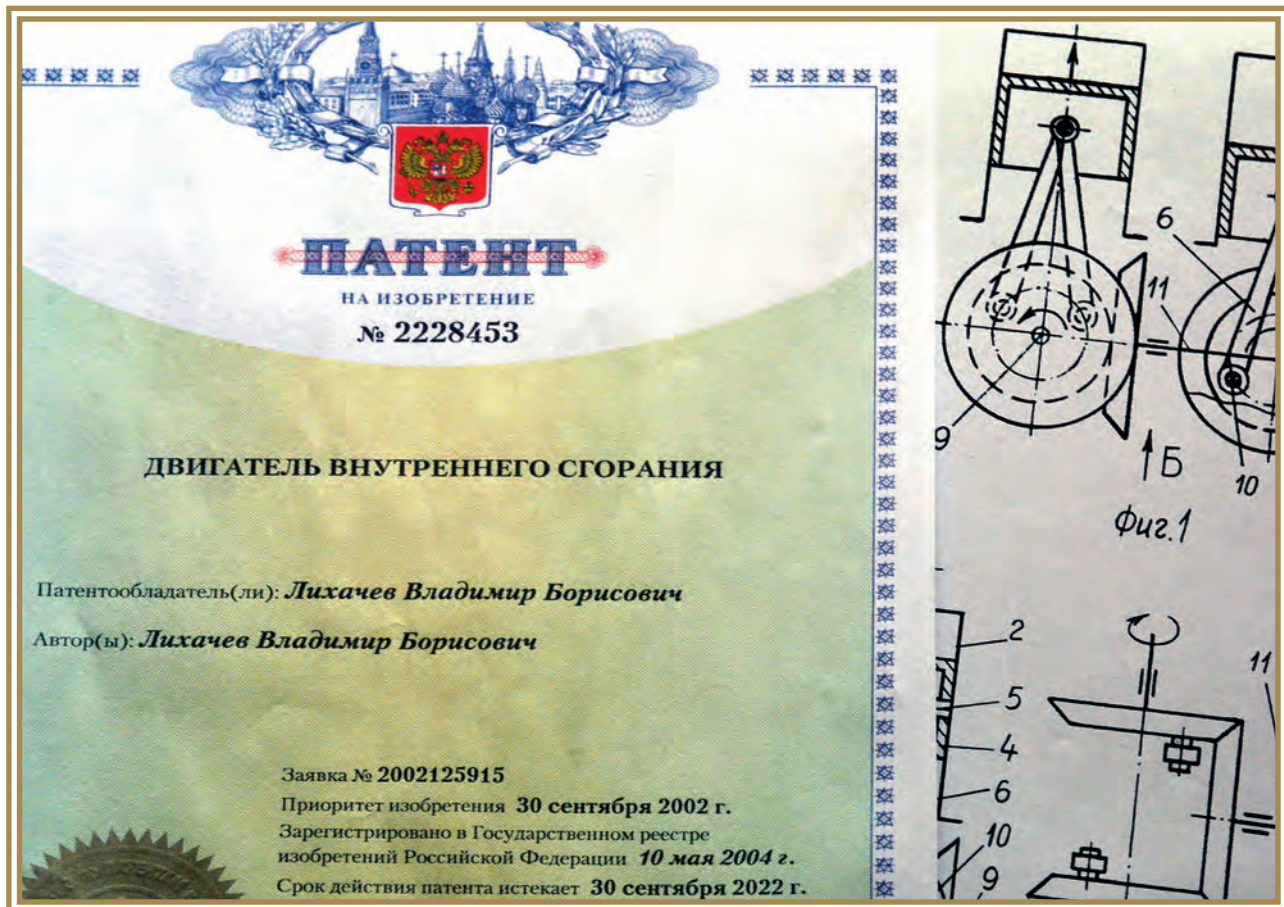 ПАТЕНТ
НА ИЗОБРЕТЕНИЕ
№ 2228453
ДВИГАТЕЛЬ ВНУТРЕННЕГО СГОРАНИЯ
Патентообладатель(ли): Лихачев Владимир Борисович
Автор(ы): Лихачев Владимир Борисович
Заявка № 2002125915
Приоритет изобретения 30 сентября 2002 г.
Зарегистрировано в Государственном реестре
изобретений Российской Федерации 10 мая 2004 г.
Срок действия патента истекает 30 сентября 2022 г.
6
11
9
Б
10
Фиг.1
2
11
5
4
6
10
9